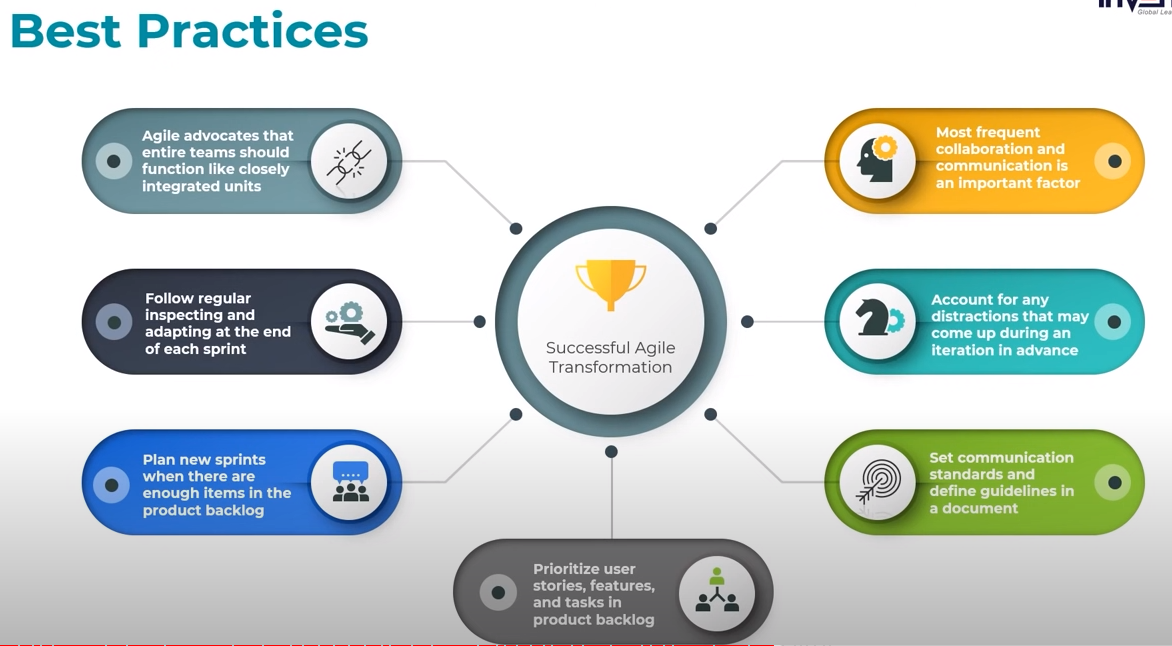 Best Practices
Global Lea
Agile advocates that
entire teams should
function like closely
integrated units
Most frequent
collaboration and
communication is
an important factor
Follow regular
inspecting and
adapting at the end
of each sprint
Successful Agile
Transformation
Account for any
distractions that may
come up during an
iteration in advance
Plan new sprints
when there are
enough items in the
product backlog
Set communication
standards and
define guidelines in
a document
Prioritize user
stories, features,
and tasks in
product backlog